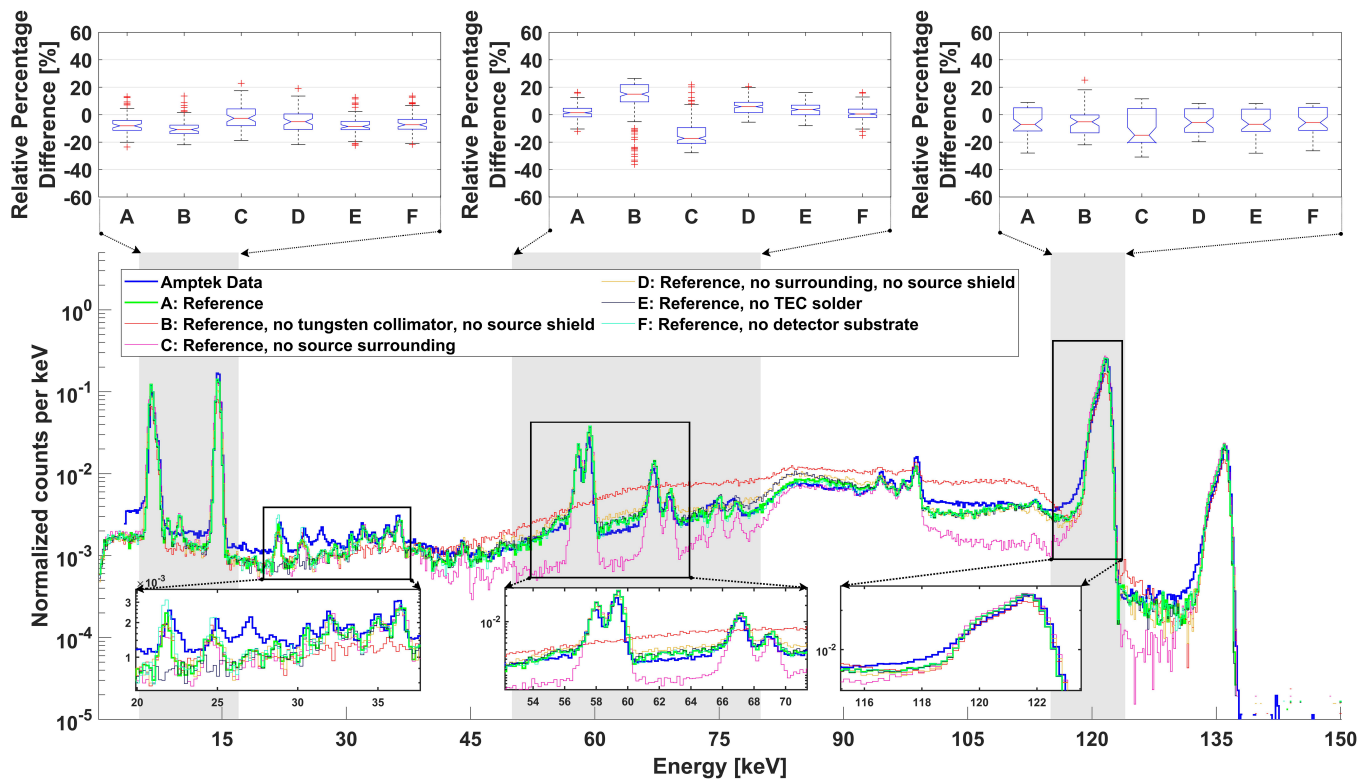 60
40
20
0
-20
-40
-60
Relative Percentage
Difference [%]
A B C D E F
60
40
20
0
-20
-40
-60
Relative Percentage
Difference [%]
A B C D E F
60
40
20
0
-20
-40
-60
Relative Percentage
Difference [%]
A B C D E F
Amptek Data
A: Reference
B: Reference, no tungsten collimator, no source shield
C: Reference, no source surrounding
D: Reference, no surrounding, no source shield
E: Reference, no TEC solder
F: Reference, no detector substrate
Normalized counts per keV
10^0
10^-1
10^-2
10^-3
10^-4
10^-5
× 10^-3
3
2
1
20 25 30 35
10^-2
54 56 58 60 62 64 66 68 70
10^-2
116 118 120 122
15 30 45 60 75 90 105 120 135 150
Energy [keV]